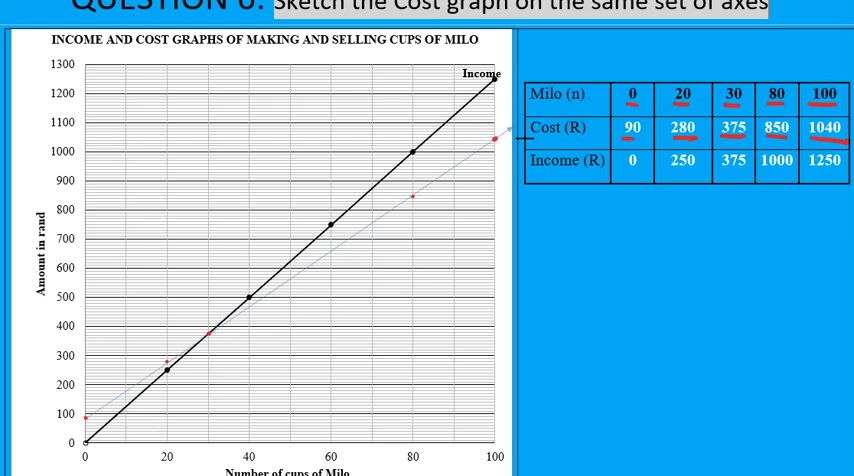 QUESTION 6: Sketch the Cost graph on the same set of axes
INCOME AND COST GRAPHS OF MAKING AND SELLING CUPS OF MILO
Income
1300
1200
1100
1000
900
800
700
600
500
400
300
200
100
0
Amount in rand
0 20 40 60 80 100
Number of cups of Milo
Milo (n) 0 20 30 80 100
Cost (R) 90 280 375 850 1040
Income (R) 0 250 375 1000 1250